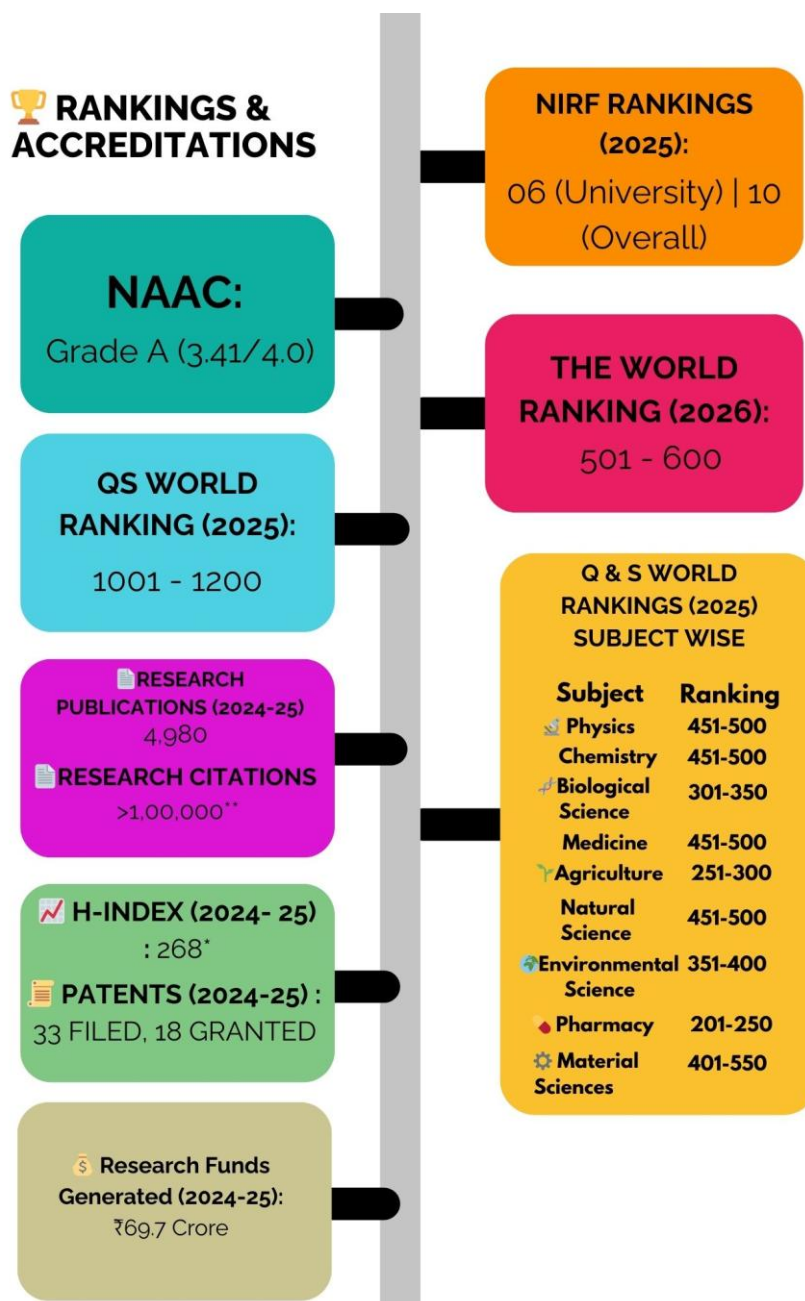 🏆 RANKINGS &
ACCREDITATIONS
NAAC:
Grade A (3.41/4.0)
QS WORLD
RANKING (2025):
1001 - 1200
RESEARCH
PUBLICATIONS (2024-25)
4,980
RESEARCH CITATIONS
>1,00,000**
H-INDEX (2024- 25)
: 268*
PATENTS (2024-25) :
33 FILED, 18 GRANTED
Research Funds
Generated (2024-25):
₹69.7 Crore
NIRF RANKINGS
(2025):
06 (University) | 10
(Overall)
THE WORLD
RANKING (2026):
501 - 600
Q & S WORLD
RANKINGS (2025)
SUBJECT WISE
Subject Ranking
Physics 451-500
Chemistry 451-500
Biological
Science 301-350
Medicine 451-500
Agriculture 251-300
Natural
Science 451-500
Environmental 351-400
Science
Pharmacy 201-250
Material
Sciences 401-550